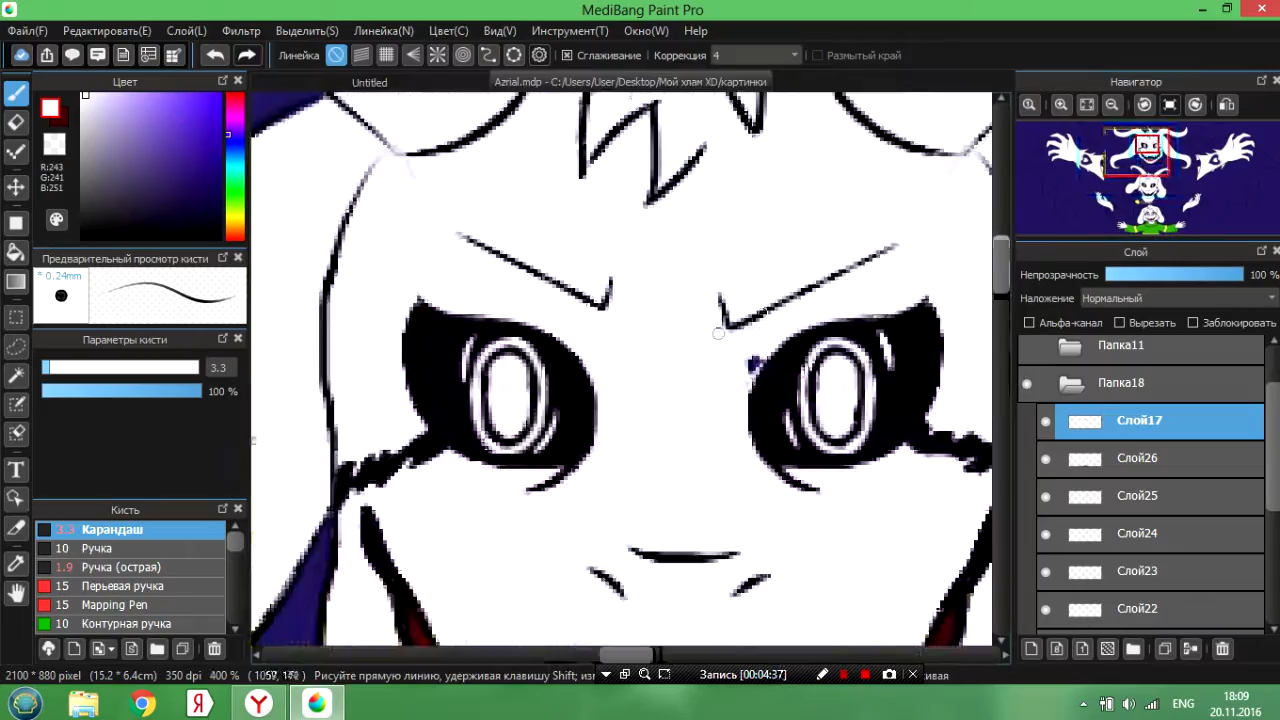 MediBang Paint Pro
Файл(F) Редактировать(E) Слой(L) Фильтр Выделить(S) Линейка(N) Цвет(C) Вид(V) Инструмент(T) Окно(W) Help
Линейка Сглаживание Коррекция 4 Размытый край
Цвет
Untitled
Azrial.mdp - C:/Users/User/Desktop/Мой хлам XD/картинки
Навигатор
R:243
G:241
B:251
Предварительный просмотр кисти
* 0.24mm
Параметры кисти
3.3
100 %
Кисть
3.3 Карандаш
10 Ручка
1.9 Ручка (острая)
15 Перьевая ручка
15 Mapping Pen
10 Контурная ручка
Слой
Непрозрачность 100 %
Наложение Нормальный
Альфа-канал Вырезать Заблокировать
Папка11
Папка18
Слой17
Слой26
Слой25
Слой24
Слой23
Слой22
2100 * 880 pixel (15.2 * 6.4cm) 350 dpi 400 % Рисуйте прямую линию, удерживая клавишу Shift;
Запись [00:04:37]
ENG
18:09
20.11.2016